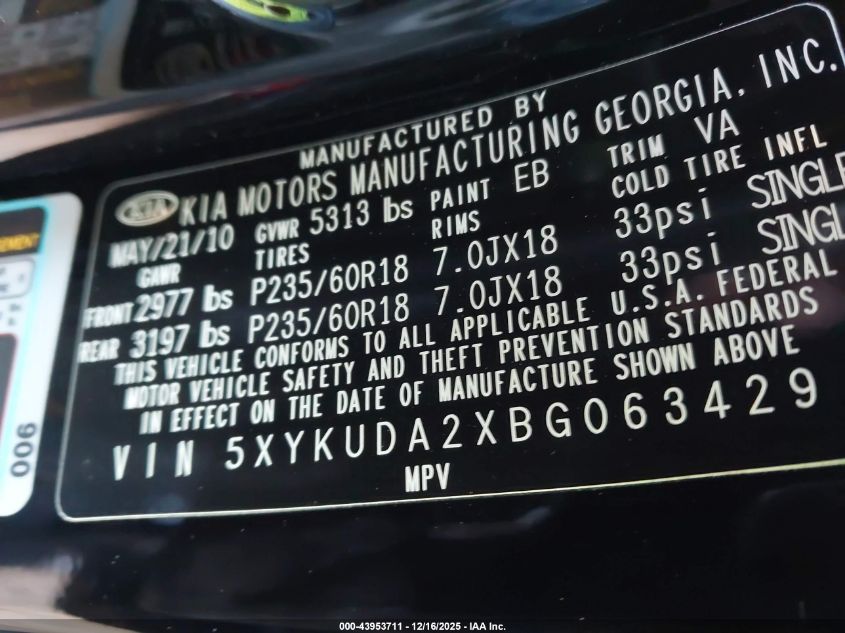 MANUFACTURED BY
KIA KIA MOTORS MANUFACTURING GEORGIA, INC.
MAY/21/10 GVWR 5313 lbs PAINT EB TRIM VA
GAWR TIRES RIMS COLD TIRE INFL
FRONT 2977 lbs P235/60R18 7.0JX18 33psi SINGLE
REAR 3197 lbs P235/60R18 7.0JX18 33psi SINGL
THIS VEHICLE CONFORMS TO ALL APPLICABLE U.S.A. FEDERAL
MOTOR VEHICLE SAFETY AND THEFT PREVENTION STANDARDS
IN EFFECT ON THE DATE OF MANUFACTURE SHOWN ABOVE
VIN 5XYKUDA2XBG063429
MPV
006
000-43953711 - 12/16/2025 - IAA Inc.